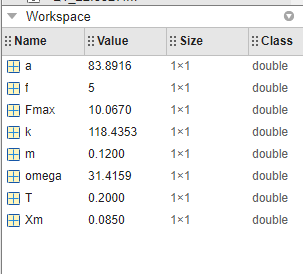 Workspace
Name Value Size Class
a 83.8916 1×1 double
f 5 1×1 double
Fmax 10.0670 1×1 double
k 118.4353 1×1 double
m 0.1200 1×1 double
omega 31.4159 1×1 double
T 0.2000 1×1 double
Xm 0.0850 1×1 double